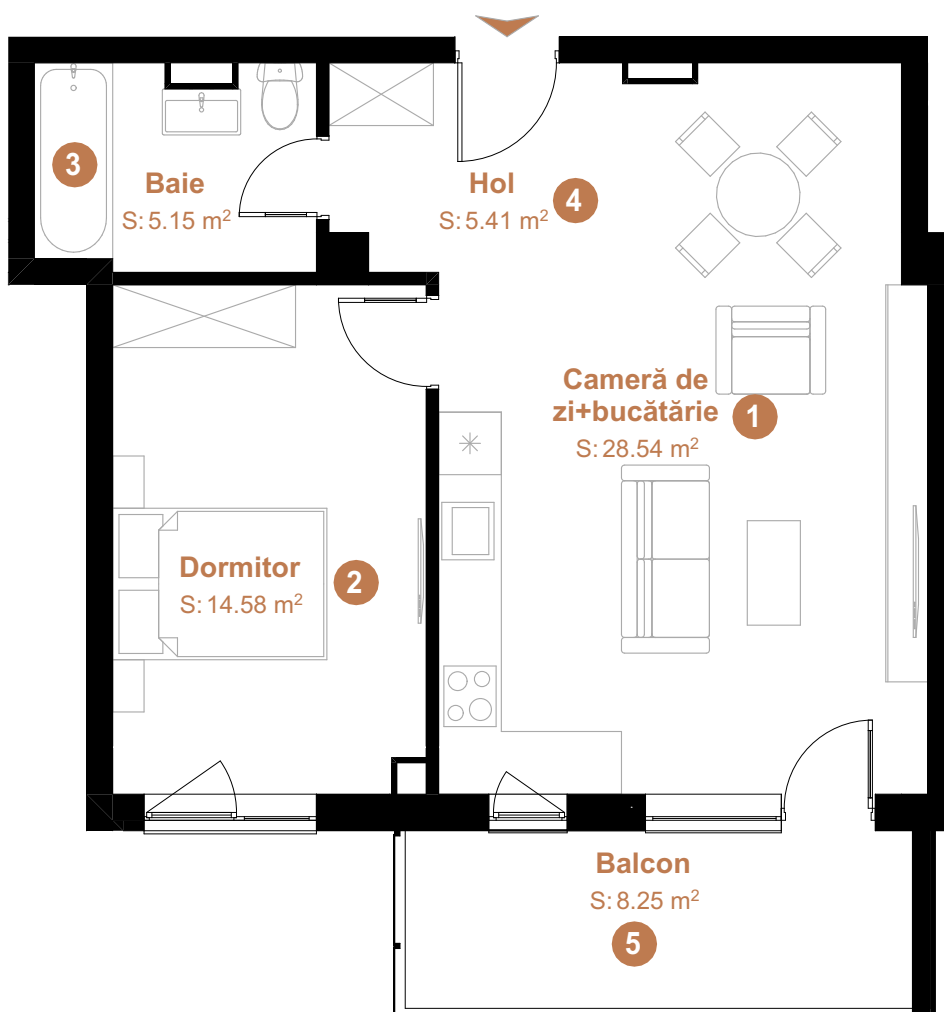 3
Baie
S: 5.15 m²
Hol
4
S: 5.41 m²
Cameră de
zi+bucătărie
1
S: 28.54 m²
Dormitor
2
S: 14.58 m²
Balcon
S: 8.25 m²
5